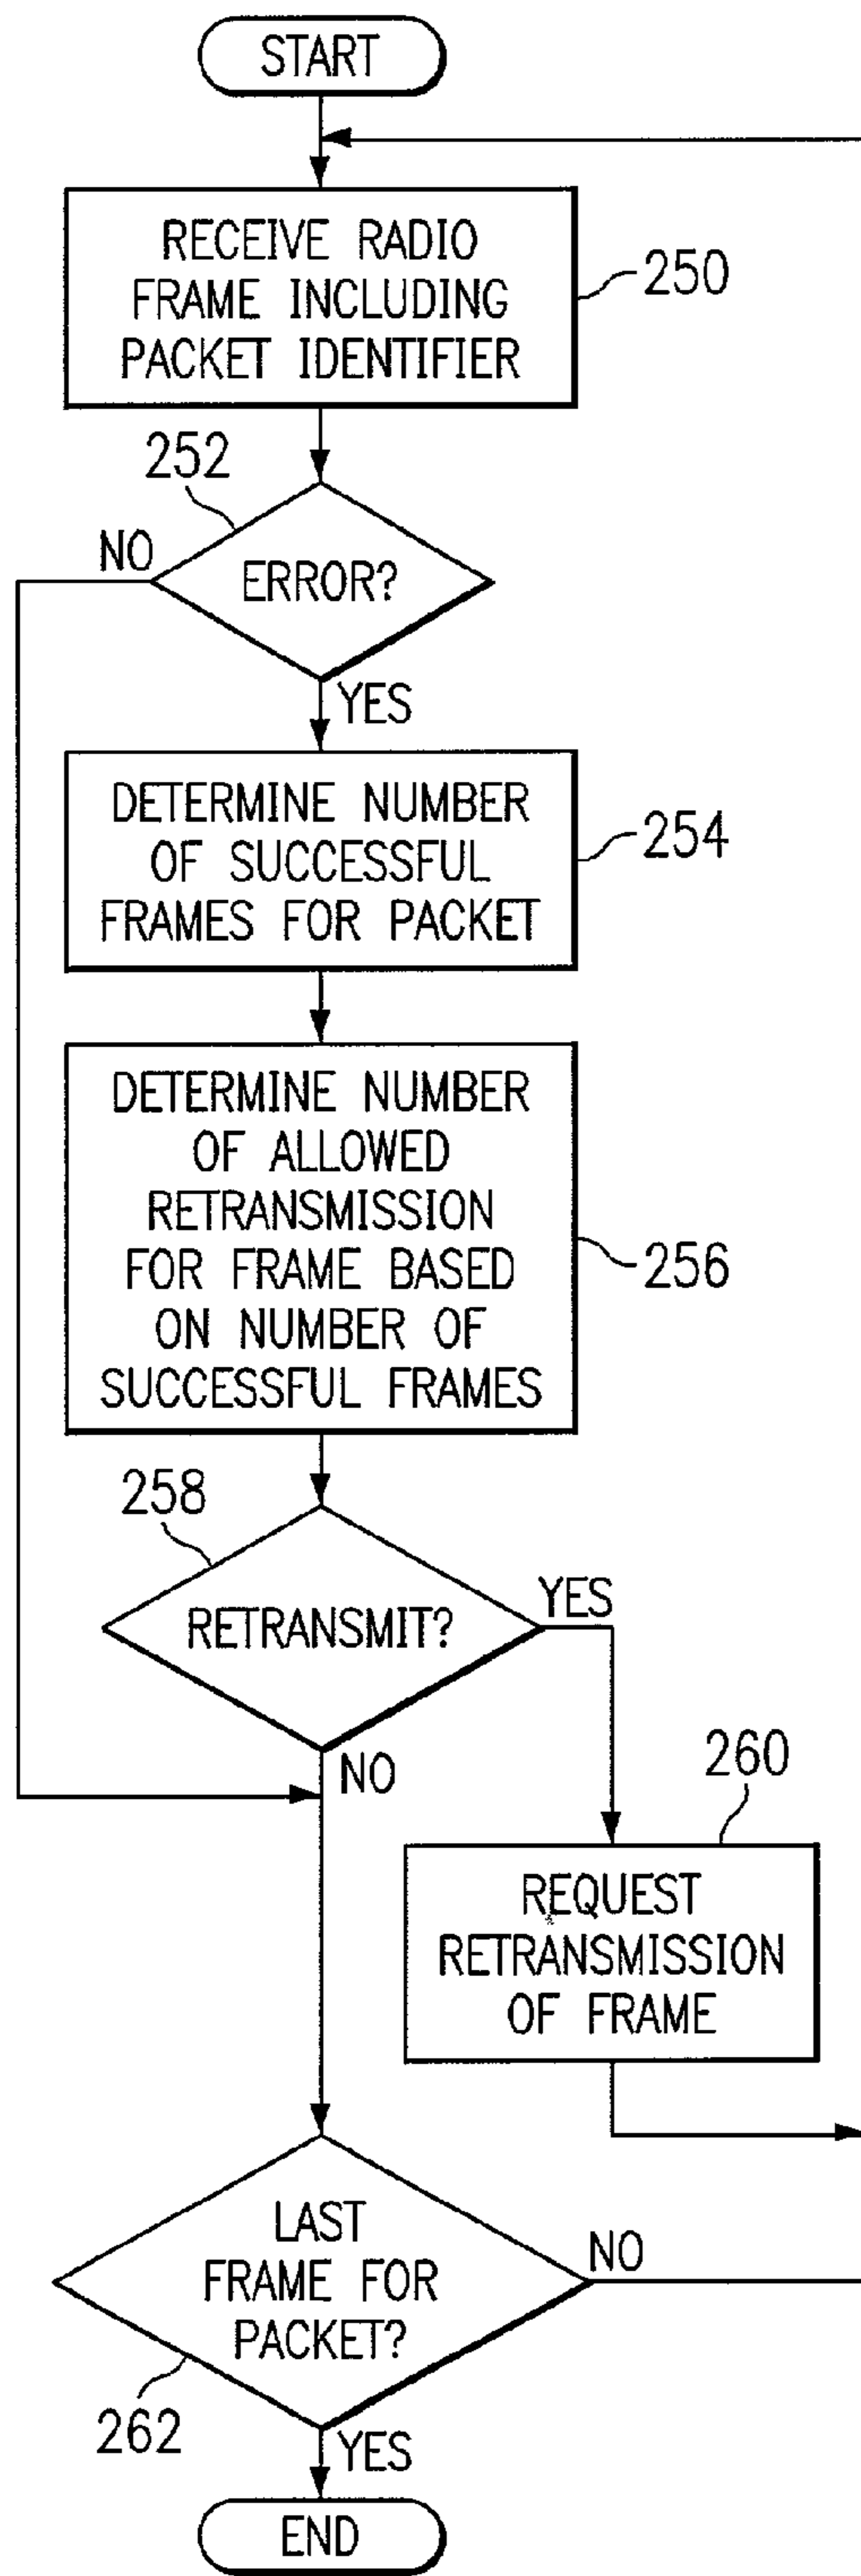 START
RECEIVE RADIO
FRAME INCLUDING
PACKET IDENTIFIER
250
252
NO
ERROR?
YES
DETERMINE NUMBER
OF SUCCESSFUL
FRAMES FOR PACKET
254
DETERMINE NUMBER
OF ALLOWED
RETRANSMISSION
FOR FRAME BASED
ON NUMBER OF
SUCCESSFUL FRAMES
256
258
RETRANSMIT?
YES
NO
260
REQUEST
RETRANSMISSION
OF FRAME
LAST
FRAME FOR
PACKET?
NO
262
YES
END